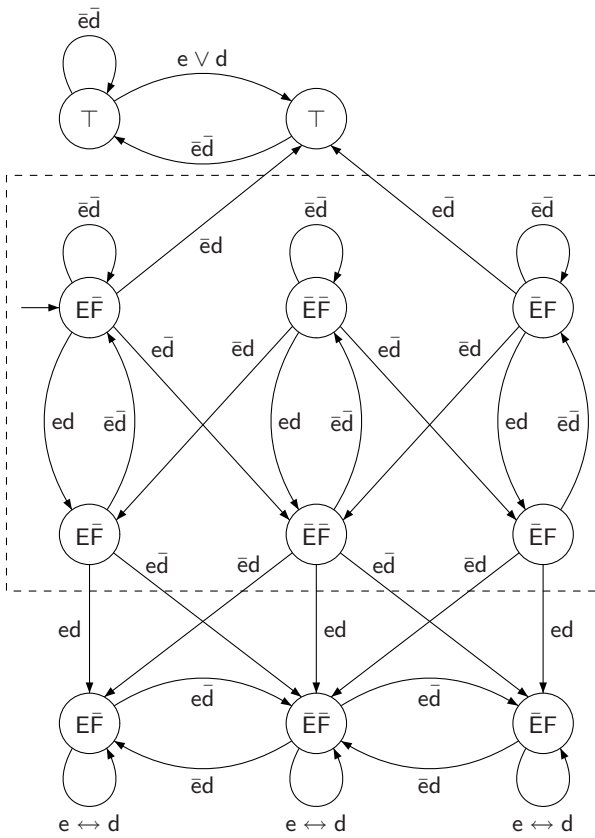 ēd̄
e ∨ d
⊤ ⊤
ēd̄
ēd̄ ēd̄ ēd̄
ēd ed̄
EF̄ ĒF̄ ĒF
ed̄ ēd ed̄ ēd
ed ēd̄ ed ēd̄ ed ēd̄
EF̄ ĒF̄ ĒF
ed̄ ēd ed̄ ēd
ed ed ed
ed̄ ed̄
EF̄ ĒF̄ ĒF
ēd ēd
e ↔ d e ↔ d e ↔ d